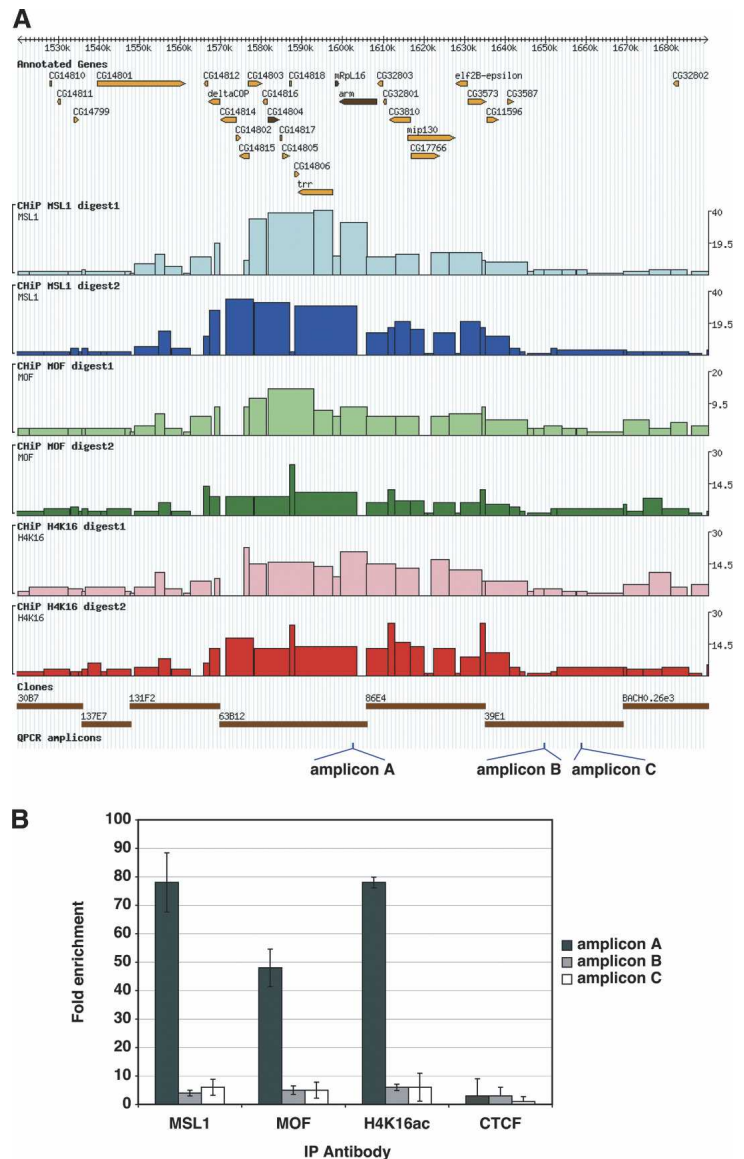 A
1530k 1540k 1550k 1560k 1570k 1580k 1590k 1600k 1610k 1620k 1630k 1640k 1650k 1660k 1670k 1680k
Annotated Genes
CG14810 CG14801 CG14812 CG14803 CG14818 mRpL16 CG32803 eIF2B-epsilon CG32802
CG14811 deltaCOP CG14816 arm CG32801 CG3573 CG3587
CG14799 CG14814 CG14804 CG3810 CG11596
CG14802 CG14817 mip130
CG14815 CG14805 CG17766
CG14806
trr
CHiP MSL1 digest1
MSL1
40
19.5
CHiP MSL1 digest2
MSL1
40
19.5
CHiP MOF digest1
MOF
20
9.5
CHiP MOF digest2
MOF
30
14.5
CHiP H4K16 digest1
H4K16
30
14.5
CHiP H4K16 digest2
H4K16
30
14.5
Clones
30B7 131F2 86E4 BACH0.26e3
137E7 63B12 39E1
QPCR amplicons
amplicon A amplicon B amplicon C
B
Fold enrichment
100
90
80
70
60
50
40
30
20
10
0
amplicon A
amplicon B
amplicon C
MSL1 MOF H4K16ac CTCF
IP Antibody